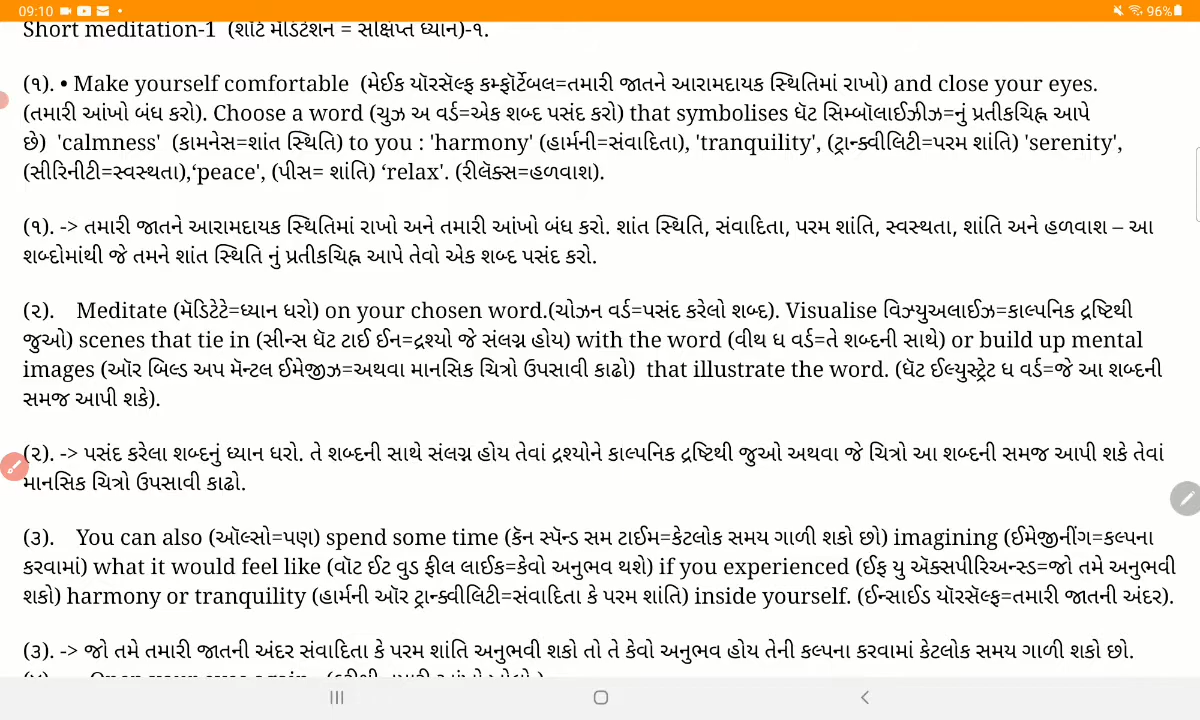 09:10
96%
Short meditation-1 (શૉર્ટ મેડિટેશન = સંક્ષિપ્ત ધ્યાન)-૧.
(૧). • Make yourself comfortable (મેઈક યૉરસૅલ્ફ કમ્ફૉર્ટેબલ=તમારી જાતને આરામદાયક સ્થિતિમાં રાખો) and close your eyes.
(તમારી આંખો બંધ કરો). Choose a word (ચુઝ અ વર્ડ=એક શબ્દ પસંદ કરો) that symbolises ધૅટ સિમ્બૉલાઈઝીઝ=નું પ્રતીકચિહ્ન આપે
છે) 'calmness' (કામનેસ=શાંત સ્થિતિ) to you : 'harmony' (હાર્મની=સંવાદિતા), 'tranquility', (ટ્રાન્ક્વીલિટી=પરમ શાંતિ) 'serenity',
(સીરિનીટી=સ્વસ્થતા),‘peace', (પીસ= શાંતિ) ‘relax'. (રીલૅક્સ=હળવાશ).
(૧). -> તમારી જાતને આરામદાયક સ્થિતિમાં રાખો અને તમારી આંખો બંધ કરો. શાંત સ્થિતિ, સંવાદિતા, પરમ શાંતિ, સ્વસ્થતા, શાંતિ અને હળવાશ – આ
શબ્દોમાંથી જે તમને શાંત સ્થિતિ નું પ્રતીકચિહ્ન આપે તેવો એક શબ્દ પસંદ કરો.
(૨). Meditate (મૅડિટેટે=ધ્યાન ધરો) on your chosen word.(ચોઝન વર્ડ=પસંદ કરેલો શબ્દ). Visualise વિઝ્યુઅલાઈઝ=કાલ્પનિક દ્રષ્ટિથી
જુઓ) scenes that tie in (સીન્સ ધૅટ ટાઈ ઈન=દ્રશ્યો જે સંલગ્ન હોય) with the word (વીથ ધ વર્ડ=તે શબ્દની સાથે) or build up mental
images (ઑર બિલ્ડ અપ મૅન્ટલ ઈમેજીઝ=અથવા માનસિક ચિત્રો ઉપસાવી કાઢો) that illustrate the word. (ધૅટ ઈલ્યુસ્ટ્રેટ ધ વર્ડ=જે આ શબ્દની
સમજ આપી શકે).
(૨). -> પસંદ કરેલા શબ્દનું ધ્યાન ધરો. તે શબ્દની સાથે સંલગ્ન હોય તેવાં દ્રશ્યોને કાલ્પનિક દ્રષ્ટિથી જુઓ અથવા જે ચિત્રો આ શબ્દની સમજ આપી શકે તેવાં
માનસિક ચિત્રો ઉપસાવી કાઢો.
(૩). You can also (ઑલ્સો=પણ) spend some time (કૅન સ્પૅન્ડ સમ ટાઈમ=કેટલોક સમય ગાળી શકો છો) imagining (ઈમેજીનીંગ=કલ્પના
કરવામાં) what it would feel like (વૉટ ઈટ વુડ ફીલ લાઈક=કેવો અનુભવ થશે) if you experienced (ઈફ યુ ઍક્સપીરિઅન્સ્ડ=જો તમે અનુભવી
શકો) harmony or tranquility (હાર્મની ઑર ટ્રાન્ક્વીલિટી=સંવાદિતા કે પરમ શાંતિ) inside yourself. (ઈન્સાઈડ યૉરસૅલ્ફ=તમારી જાતની અંદર).
(૩). -> જો તમે તમારી જાતની અંદર સંવાદિતા કે પરમ શાંતિ અનુભવી શકો તો તે કેવો અનુભવ હોય તેની કલ્પના કરવામાં કેટલોક સમય ગાળી શકો છો.